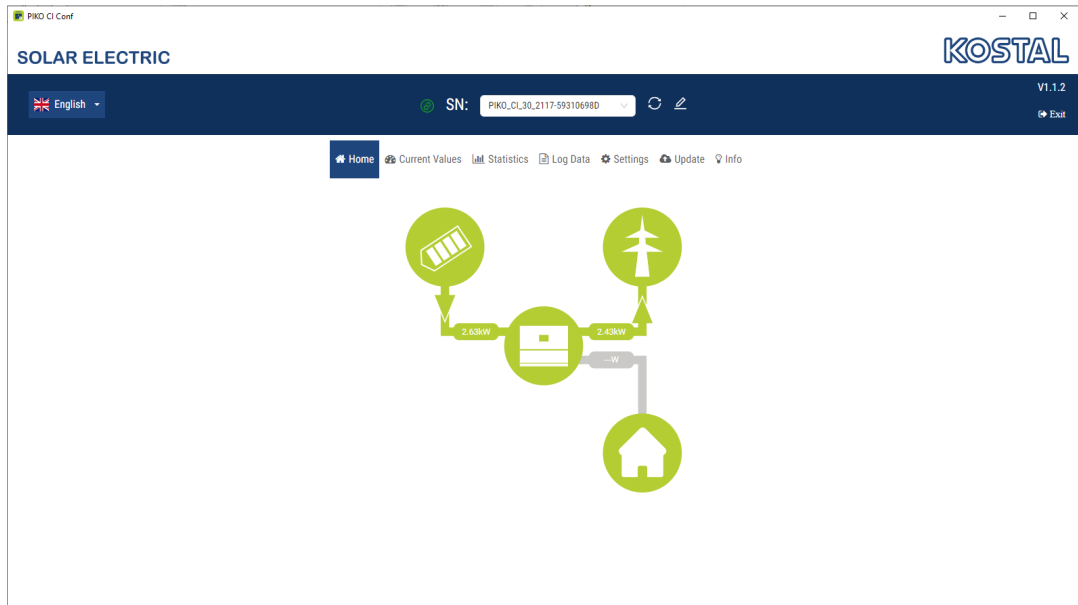 PIKO CI Conf
SOLAR ELECTRIC
KOSTAL
English
SN:
PIKO_CI_30_2117-59310698D
V1.1.2
Exit
Home
Current Values
Statistics
Log Data
Settings
Update
Info
2.63kW
2.43kW
---W